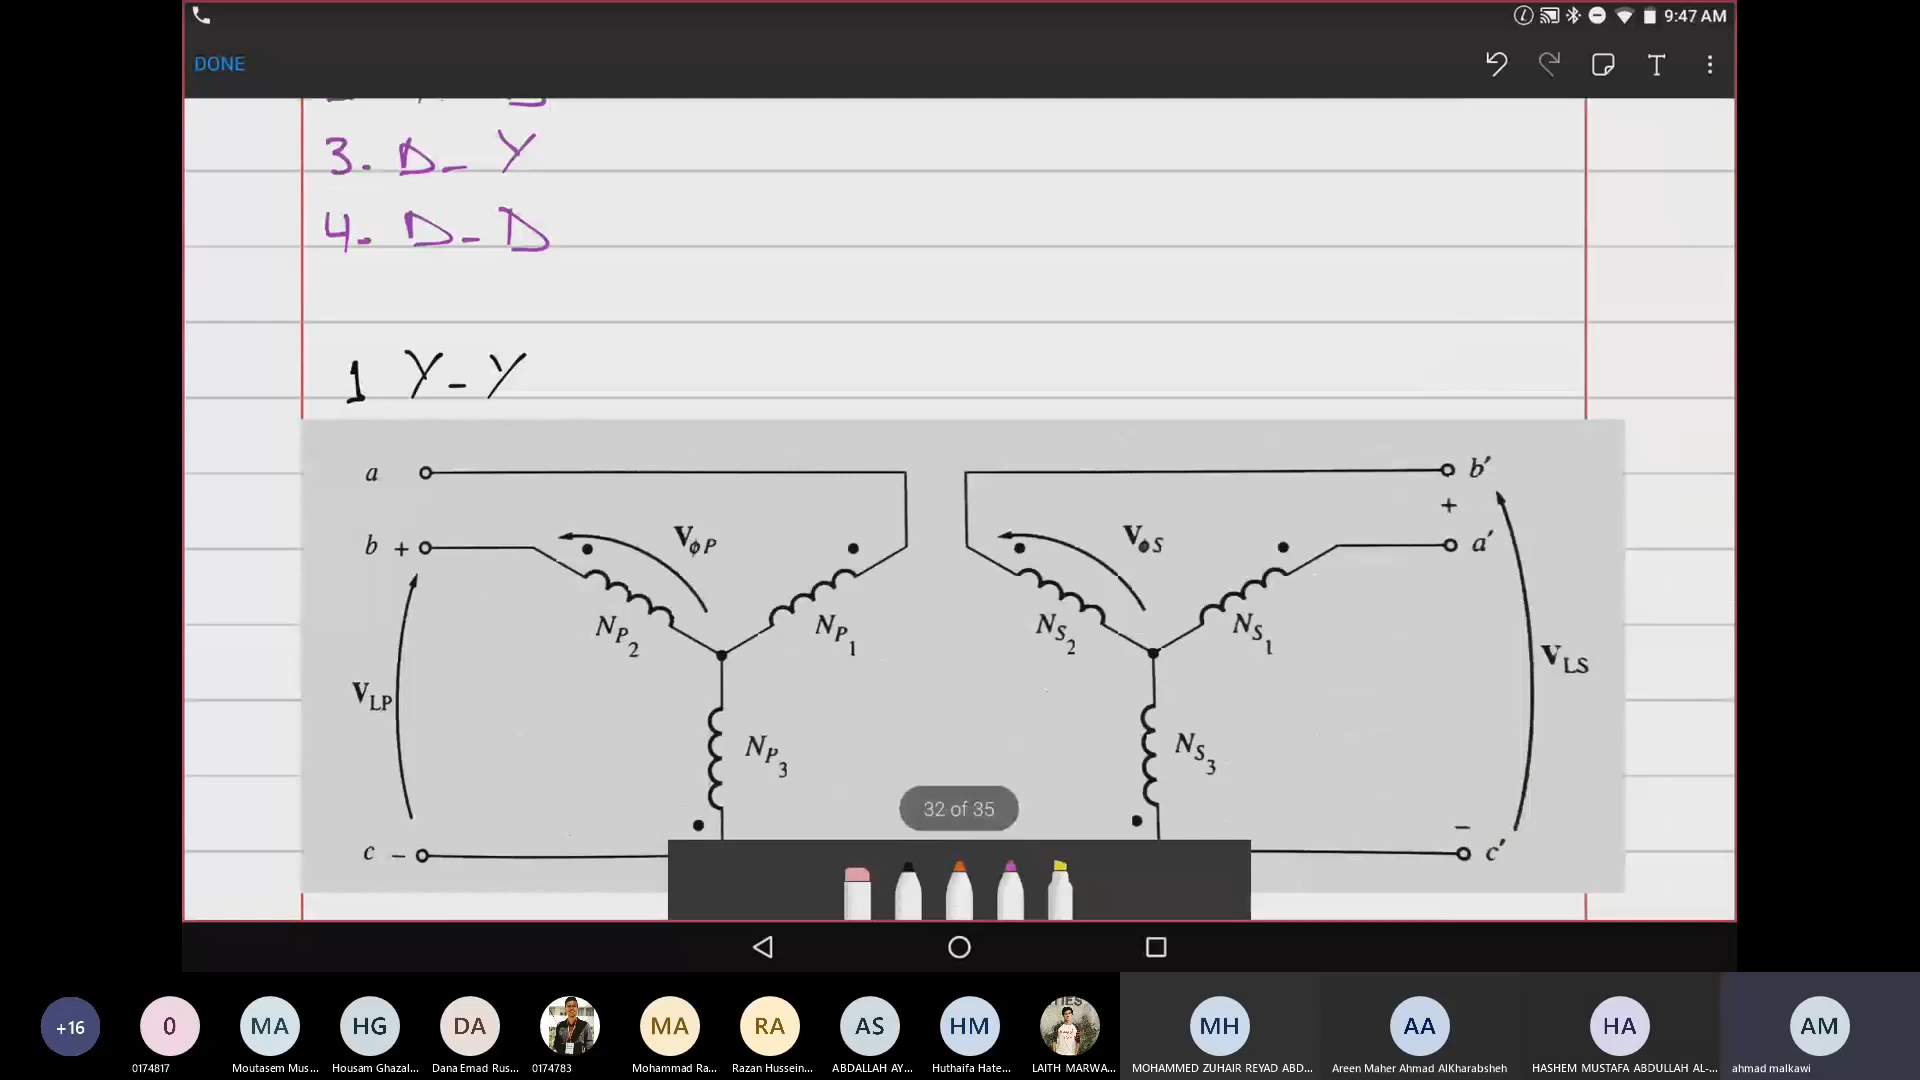 9:47 AM
DONE
3. D - Y
4. D - D
1 Y - Y
a
b'
+
b +
VφP
VφS
a'
NP2
NP1
NS2
NS1
VLP
VLS
NP3
NS3
32 of 35
c −
−
c'
+16
0
MA
HG
DA
MA
RA
AS
HM
MH
AA
HA
AM
0174817
Moutasem Mus...
Housam Ghazal...
Dana Emad Rus...
0174783
Mohammad Ra...
Razan Hussein...
ABDALLAH AY...
Huthaifa Hate...
LAITH MARWA...
MOHAMMED ZUHAIR REYAD ABD...
Areen Maher Ahmad AlKharabsheh
HASHEM MUSTAFA ABDULLAH AL-...
ahmad malkawi